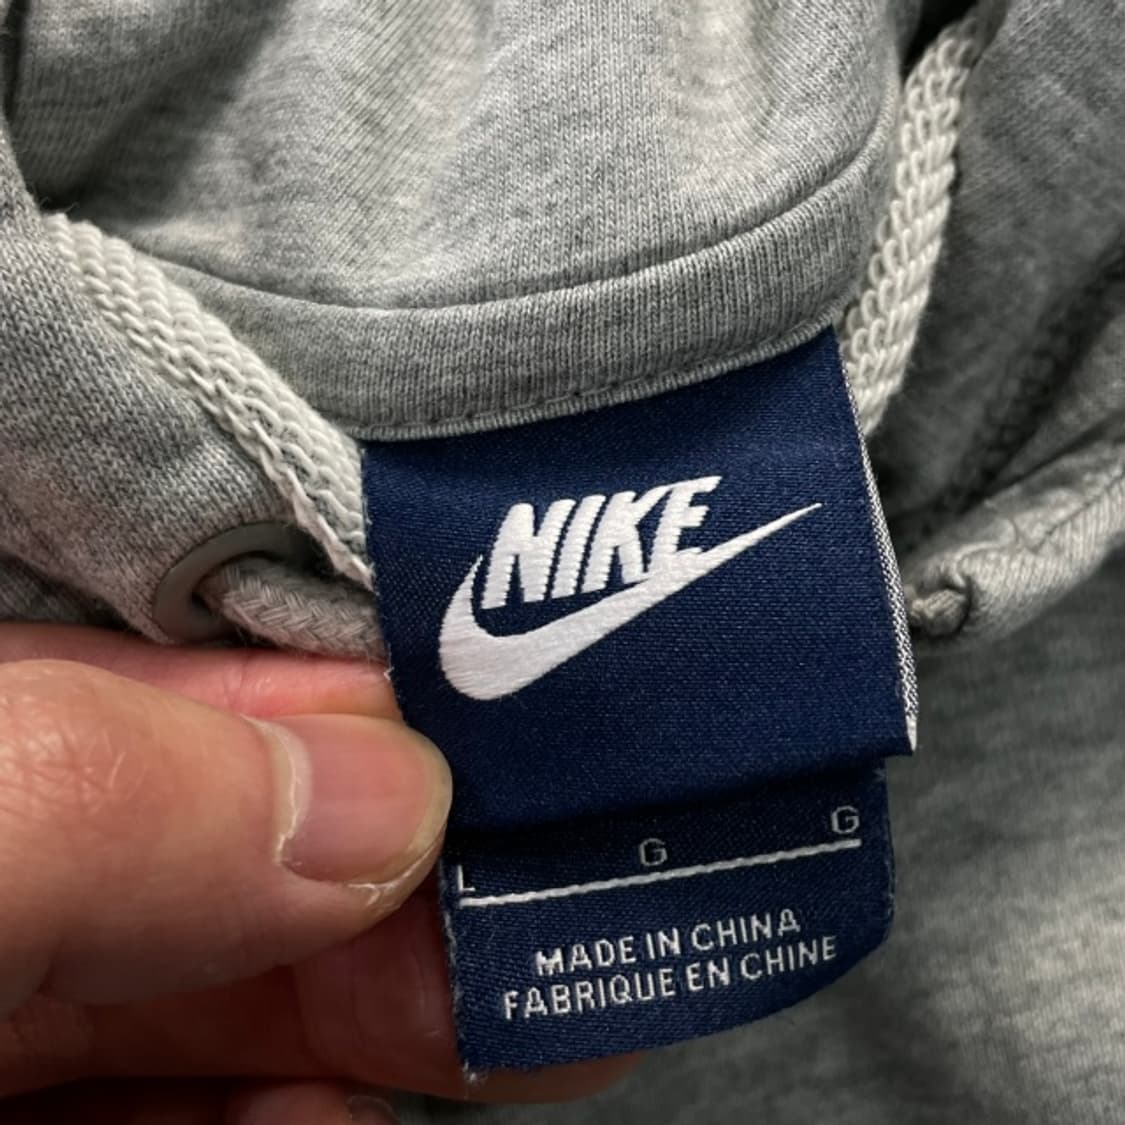 NIKE
L G G
MADE IN CHINA
FABRIQUE EN CHINE